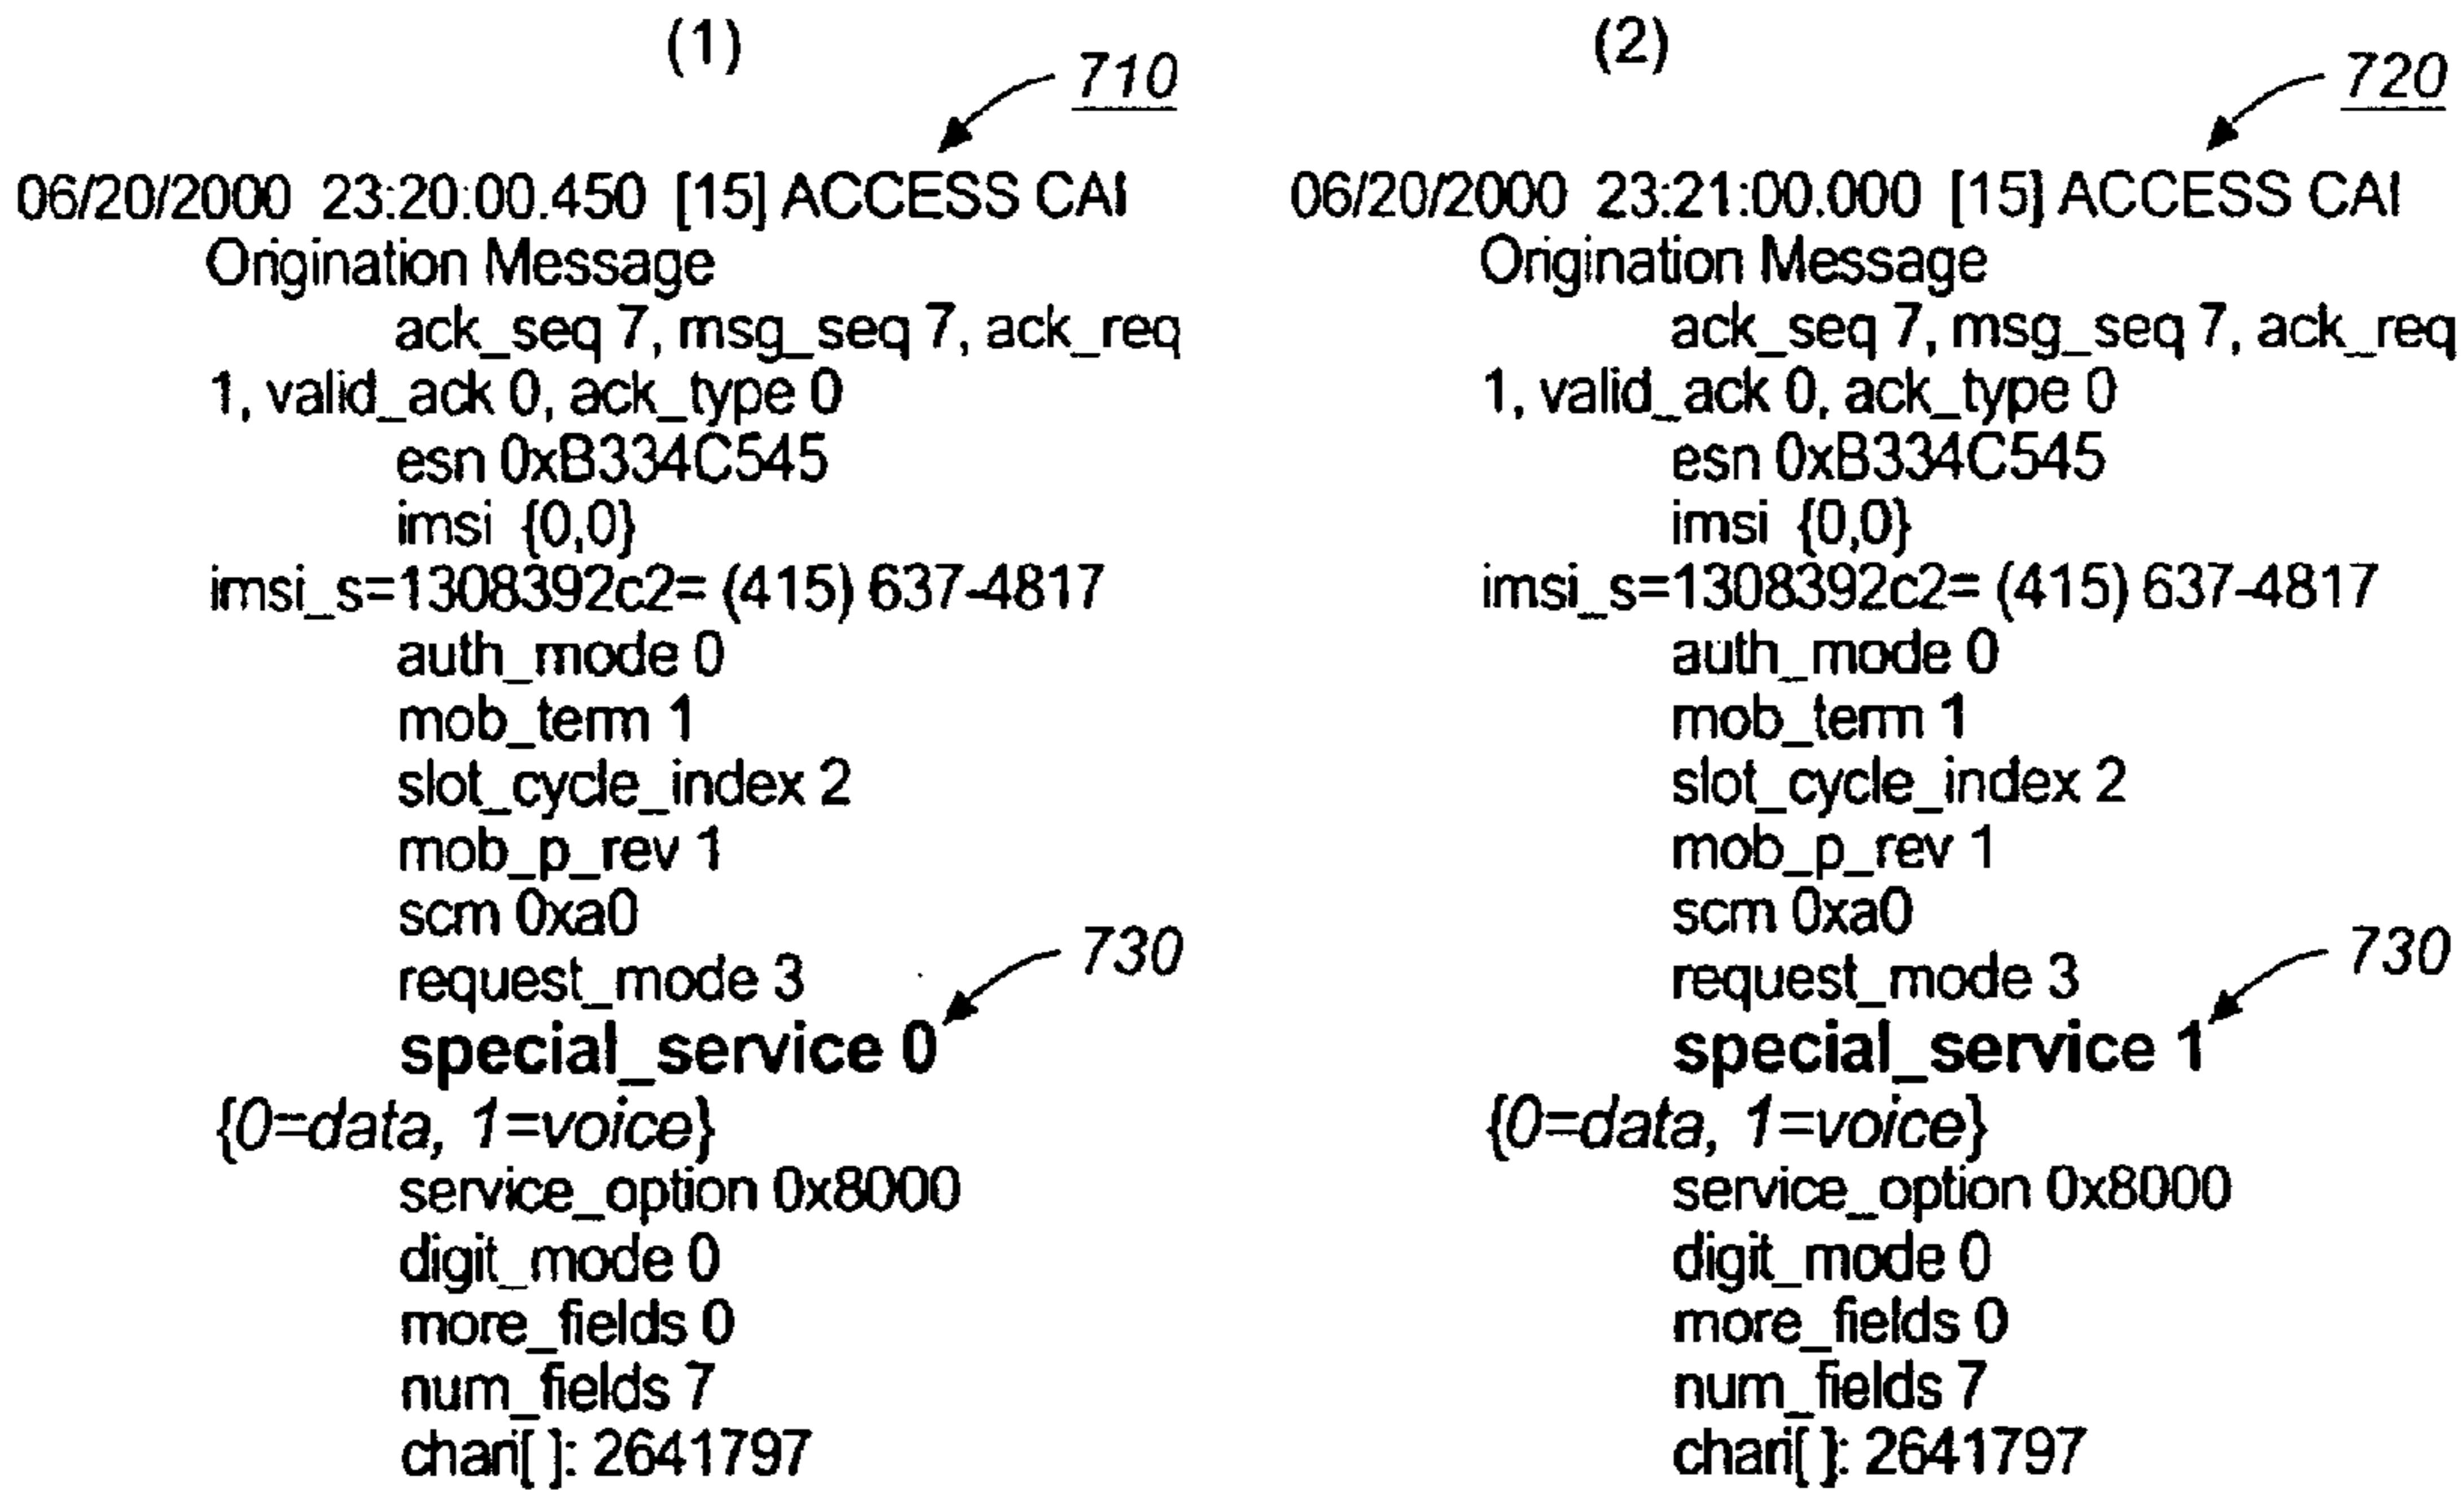 (1)
710
06/20/2000 23:20:00.450 [15] ACCESS CAI
Origination Message
ack_seq 7, msg_seq 7, ack_req
1, valid_ack 0, ack_type 0
esn 0xB334C545
imsi {0,0}
imsi_s=1308392c2= (415) 637-4817
auth_mode 0
mob_term 1
slot_cycle_index 2
mob_p_rev 1
scm 0xa0
request_mode 3
730
special_service 0
{0=data, 1=voice}
service_option 0x8000
digit_mode 0
more_fields 0
num_fields 7
chari[ ]: 2641797
(2)
720
06/20/2000 23:21:00.000 [15] ACCESS CAI
Origination Message
ack_seq 7, msg_seq 7, ack_req
1, valid_ack 0, ack_type 0
esn 0xB334C545
imsi {0,0}
imsi_s=1308392c2= (415) 637-4817
auth_mode 0
mob_term 1
slot_cycle_index 2
mob_p_rev 1
scm 0xa0
request_mode 3
730
special_service 1
{0=data, 1=voice}
service_option 0x8000
digit_mode 0
more_fields 0
num_fields 7
chari[ ]: 2641797